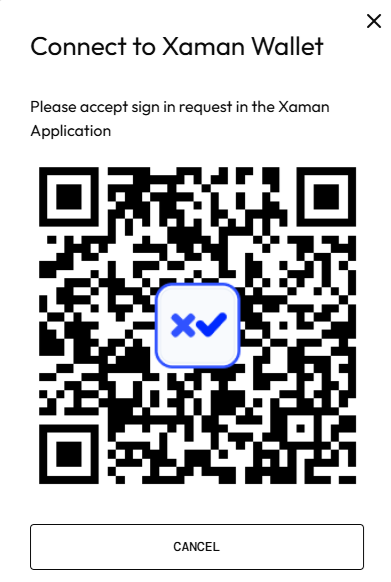 Connect to Xaman Wallet
Please accept sign in request in the Xaman
Application
CANCEL